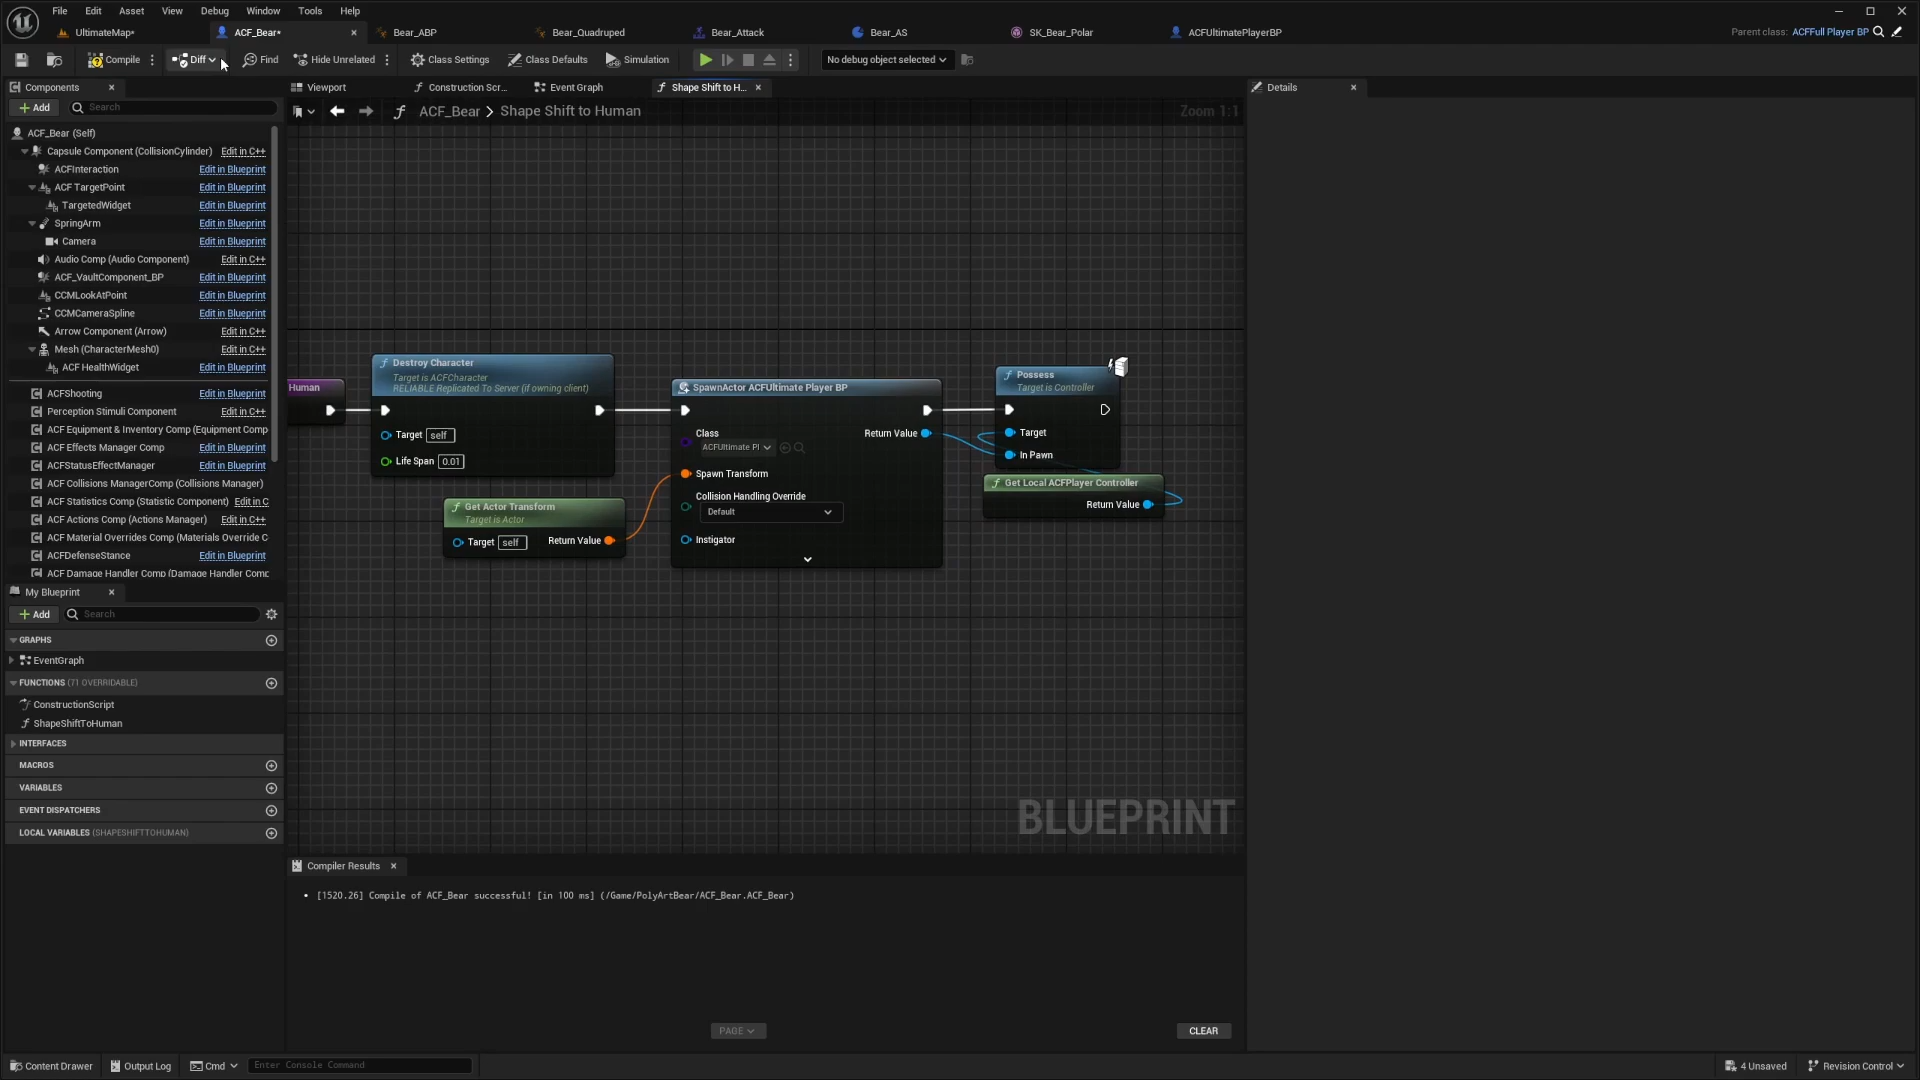 File Edit Asset View Debug Window Tools Help
UltimateMap* ACF_Bear* Bear_ABP Bear_Quadruped Bear_Attack Bear_AS SK_Bear_Polar ACFUltimatePlayerBP Parent class: ACFFull Player BP
Compile Diff Find Hide Unrelated Class Settings Class Defaults Simulation No debug object selected
Components
Viewport Construction Scr... Event Graph Shape Shift to H... Details
Add Search
ACF_Bear > Shape Shift to Human Zoom 1:1
ACF_Bear (Self)
Capsule Component (CollisionCylinder) Edit in C++
ACFInteraction Edit in Blueprint
ACF TargetPoint Edit in Blueprint
TargetedWidget Edit in Blueprint
SpringArm Edit in Blueprint
Camera Edit in Blueprint
Audio Comp (Audio Component) Edit in C++
ACF_VaultComponent_BP Edit in Blueprint
CCMLookAtPoint Edit in Blueprint
CCMCameraSpline Edit in Blueprint
Arrow Component (Arrow) Edit in C++
Mesh (CharacterMesh0) Edit in C++
ACF HealthWidget Edit in Blueprint
ACFShooting Edit in Blueprint
Perception Stimuli Component Edit in C++
ACF Equipment & Inventory Comp (Equipment Comp
ACF Effects Manager Comp Edit in Blueprint
ACFStatusEffectManager Edit in Blueprint
ACF Collisions ManagerComp (Collisions Manager)
ACF Statistics Comp (Statistic Component) Edit in C
ACF Actions Comp (Actions Manager) Edit in C++
ACF Material Overrides Comp (Materials Override C
ACFDefenseStance Edit in Blueprint
ACF Damage Handler Comp (Damage Handler Comp
Human
Destroy Character
Target is ACFCharacter
RELIABLE Replicated To Server (if owning client)
Target self
Life Span 0.01
Get Actor Transform
Target is Actor
Target self Return Value
SpawnActor ACFUltimate Player BP
Class Return Value
ACFUltimate Pl
Spawn Transform
Collision Handling Override
Default
Instigator
Possess
Target is Controller
Target
In Pawn
Get Local ACFPlayer Controller
Return Value
My Blueprint
Add Search
GRAPHS
EventGraph
FUNCTIONS (71 OVERRIDABLE)
ConstructionScript
ShapeShiftToHuman
INTERFACES
MACROS
VARIABLES
EVENT DISPATCHERS
LOCAL VARIABLES (SHAPESHIFTTOHUMAN)
BLUEPRINT
Compiler Results
[1520.26] Compile of ACF_Bear successful! [in 100 ms] (/Game/PolyArtBear/ACF_Bear.ACF_Bear)
PAGE CLEAR
Content Drawer Output Log Cmd Enter Console Command 4 Unsaved Revision Control